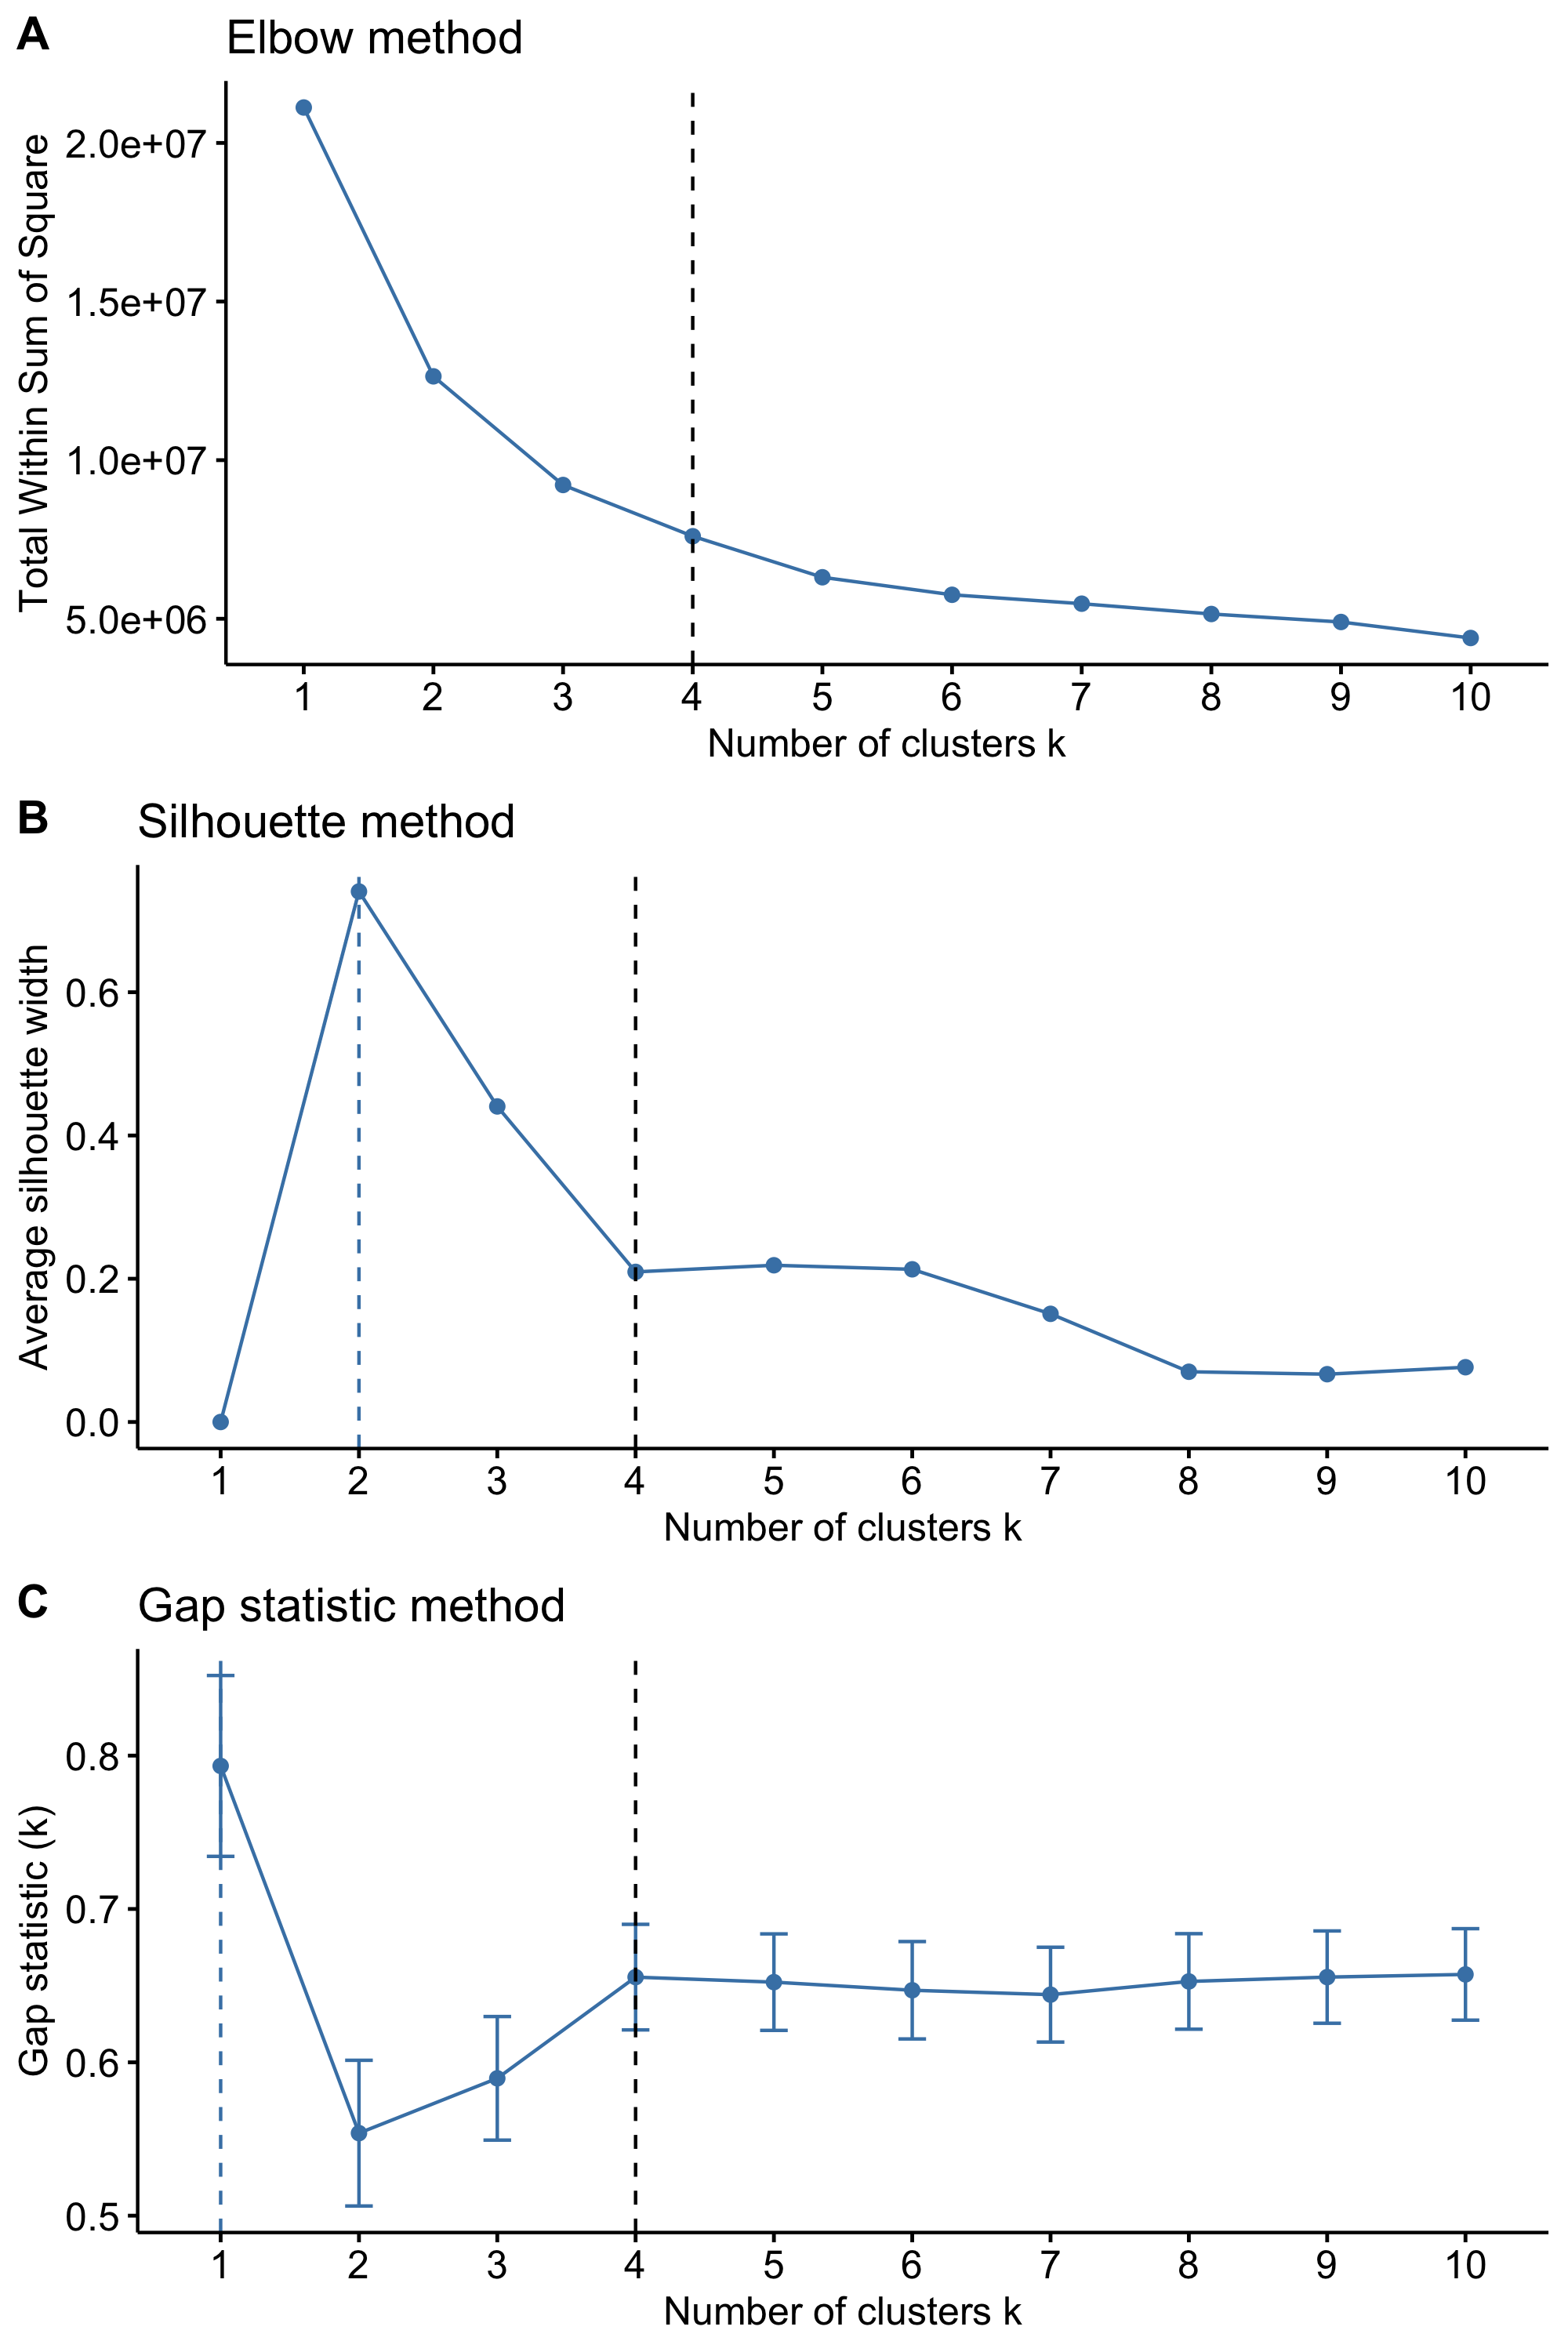 A
Elbow method
Total Within Sum of Square
2.0e+07
1.5e+07
1.0e+07
5.0e+06
1 2 3 4 5 6 7 8 9 10
Number of clusters k
B
Silhouette method
Average silhouette width
0.6
0.4
0.2
0.0
1 2 3 4 5 6 7 8 9 10
Number of clusters k
C
Gap statistic method
Gap statistic (k)
0.8
0.7
0.6
0.5
1 2 3 4 5 6 7 8 9 10
Number of clusters k